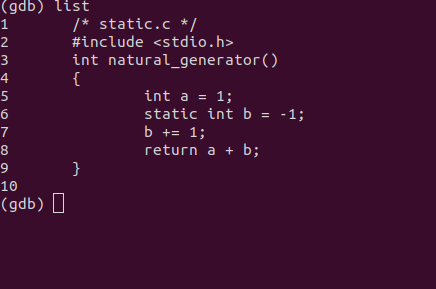 (gdb) list
1 /* static.c */
2 #include <stdio.h>
3 int natural_generator()
4 {
5 int a = 1;
6 static int b = -1;
7 b += 1;
8 return a + b;
9 }
10
(gdb)